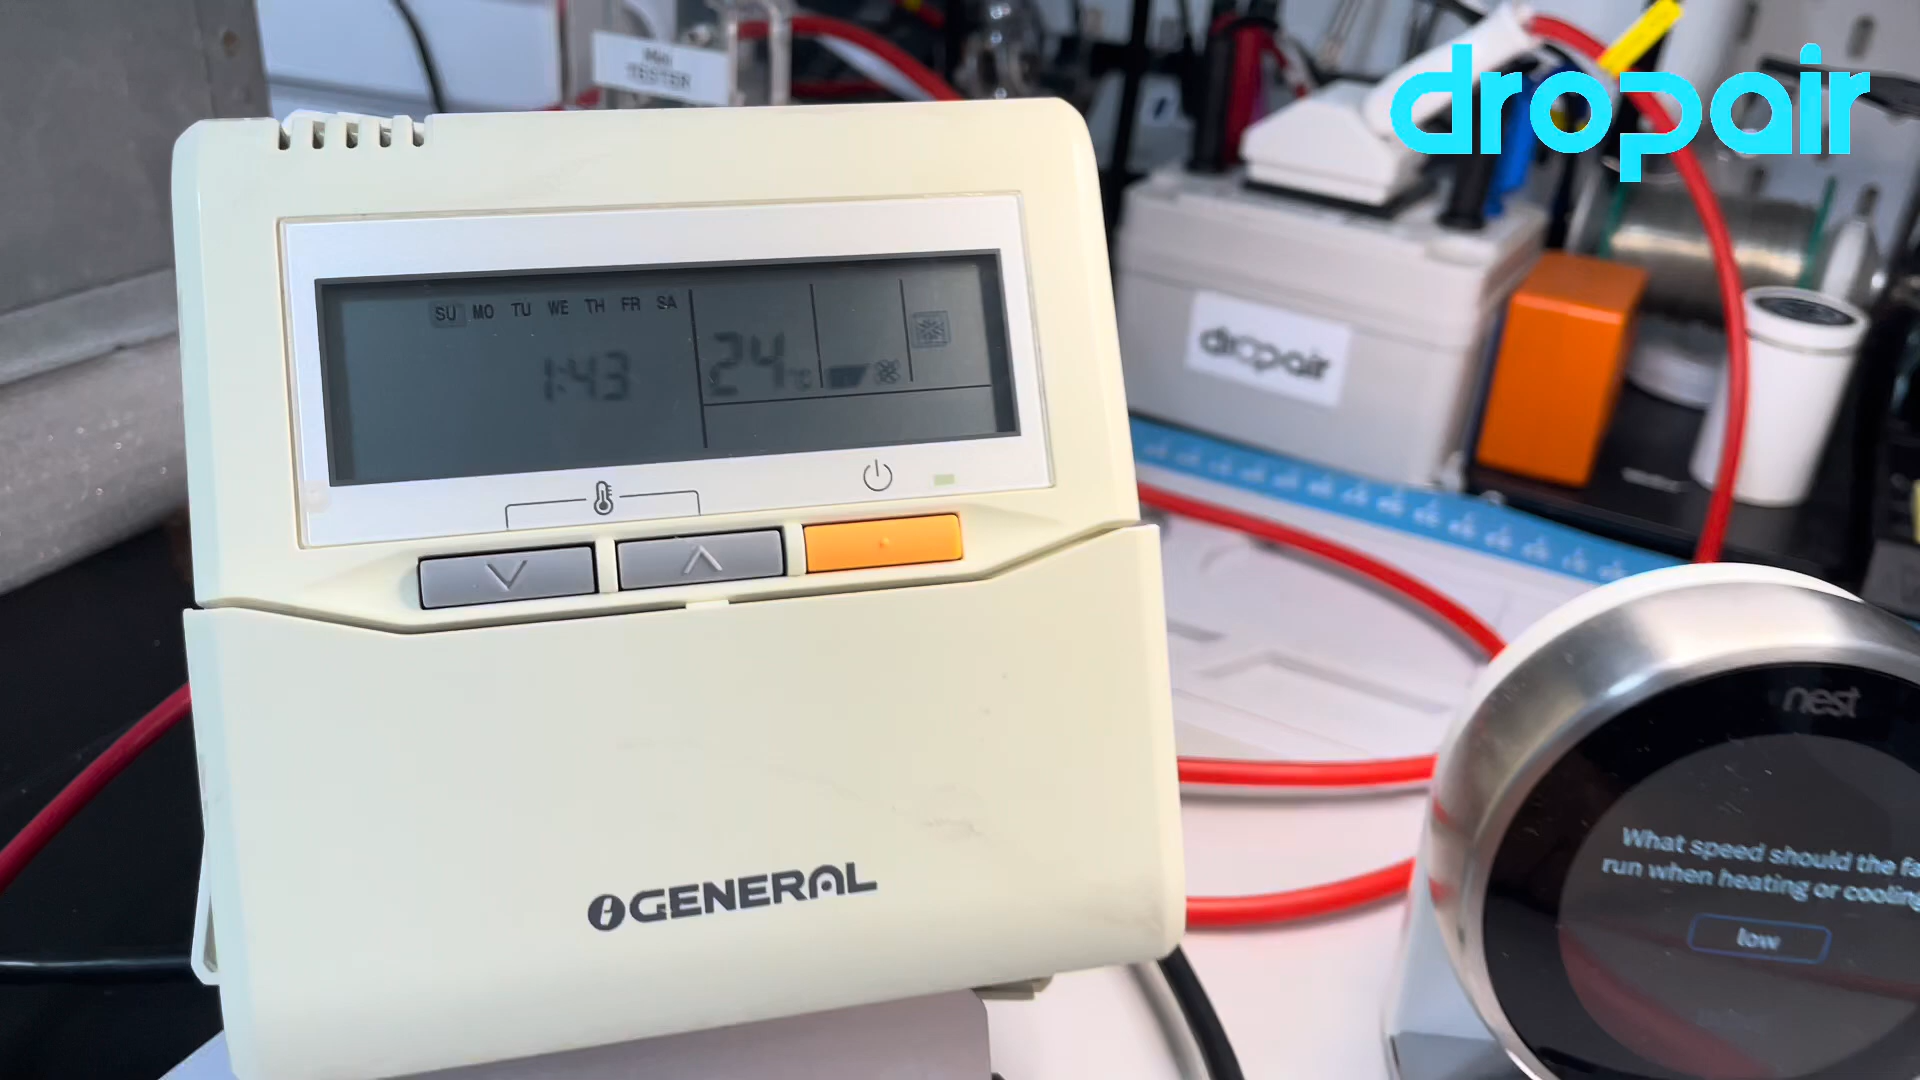 TESTER
dropair
SU MO TU WE TH FR SA
1:43
24°C
dropair
GENERAL
nest
What speed should the fa
run when heating or cooling
low